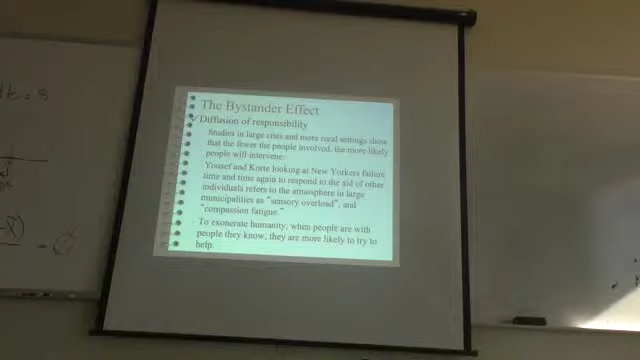 The Bystander Effect
Diffusion of responsibility
Studies in large cites and more rural settings show
that the fewer the people involved, the more likely
people will intervene.
Yousef and Korte looking at New Yorkers failure
time and time again to respond to the aid of other
individuals refers to the atmosphere in large
municipalities as "sensory overload", and
"compassion fatigue."
To exonerate humanity, when people are with
people they know, they are more likely to try to
help.
= 8
= 0